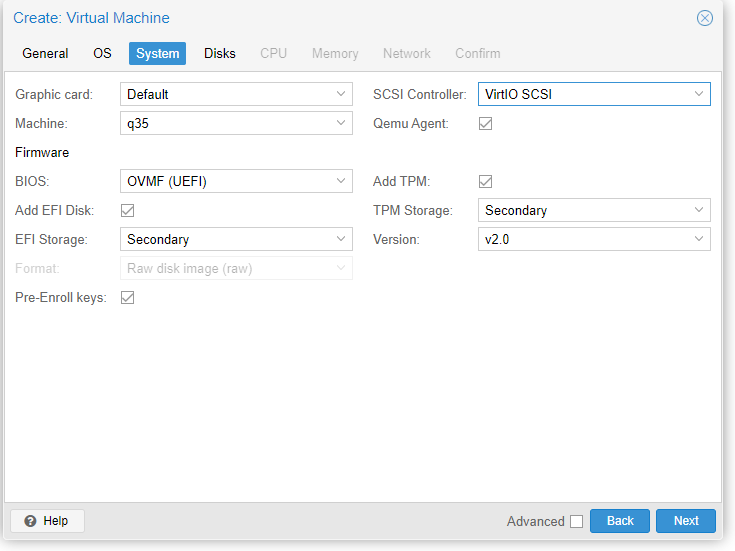 Create: Virtual Machine
General OS System Disks CPU Memory Network Confirm
Graphic card: Default SCSI Controller: VirtIO SCSI
Machine: q35 Qemu Agent:
Firmware
BIOS: OVMF (UEFI) Add TPM:
Add EFI Disk: TPM Storage: Secondary
EFI Storage: Secondary Version: v2.0
Format: Raw disk image (raw)
Pre-Enroll keys:
Help Advanced Back Next